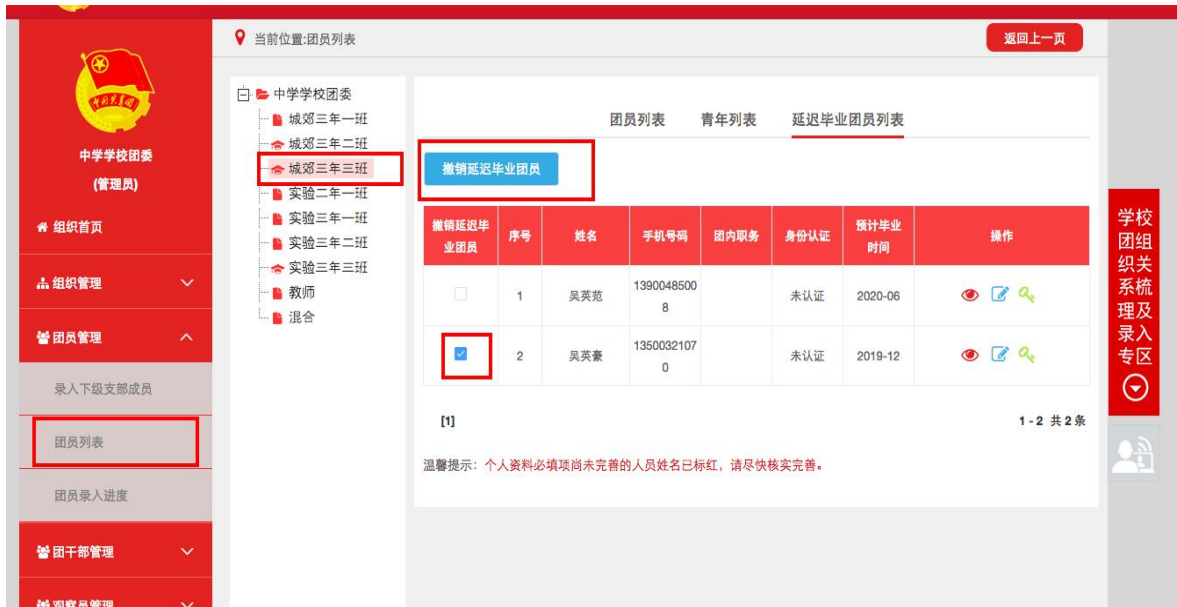 当前位置:团员列表
返回上一页
中学学校团委
(管理员)
组织首页
组织管理
团员管理
录入下级支部成员
团员列表
团员录入进度
团干部管理
观察员管理
中学学校团委
城郊三年一班
城郊三年二班
城郊三年三班
实验二年一班
实验三年一班
实验三年二班
实验三年三班
教师
混合
团员列表 青年列表 延迟毕业团员列表
撤销延迟毕业团员
撤销延迟毕
业团员 序号 姓名 手机号码 团内职务 身份认证 预计毕业
时间 操作
1 吴英范 1390048500
8 未认证 2020-06
2 吴英豪 1350032107
0 未认证 2019-12
[1] 1-2 共2条
温馨提示：个人资料必填项尚未完善的人员姓名已标红，请尽快核实完善。
学校
团组
织关
系梳
理及
录入
专区